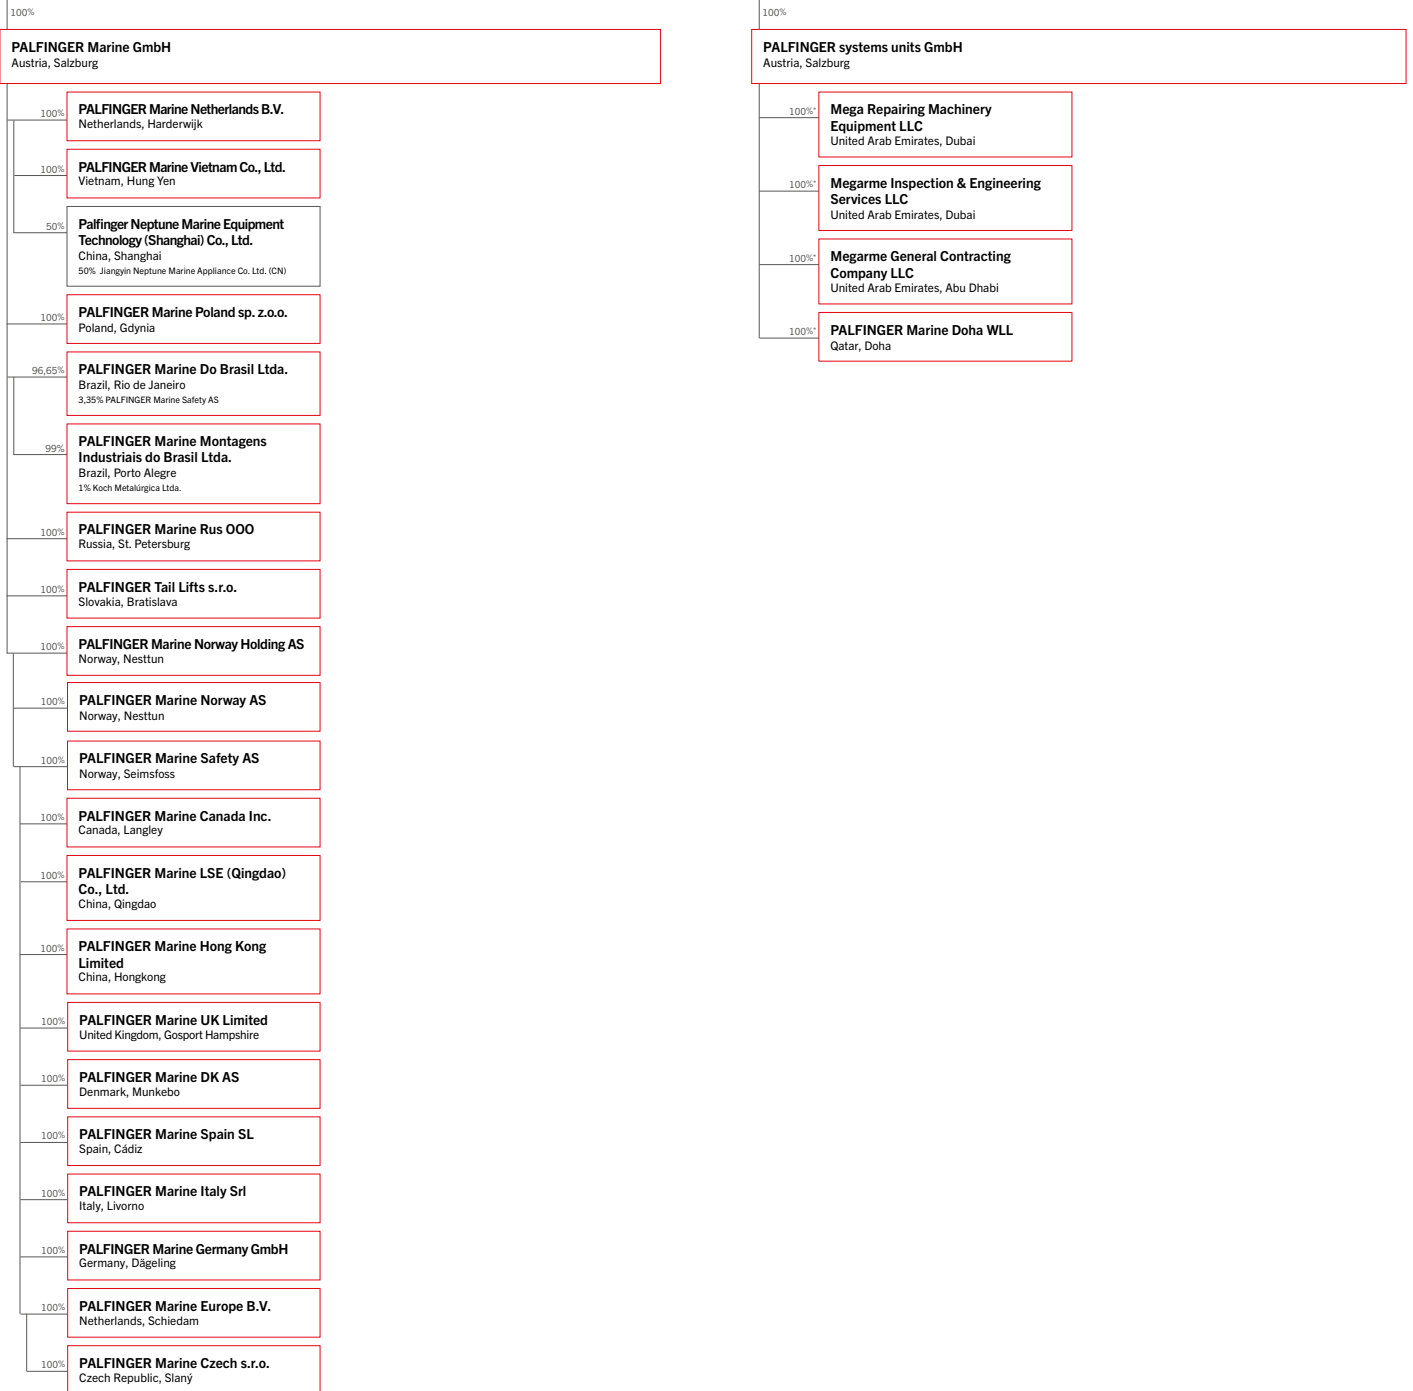 100%
PALFINGER Marine GmbH
Austria, Salzburg
100%
PALFINGER Marine Netherlands B.V.
Netherlands, Harderwijk
100%
PALFINGER Marine Vietnam Co., Ltd.
Vietnam, Hung Yen
50%
Palfinger Neptune Marine Equipment
Technology (Shanghai) Co., Ltd.
China, Shanghai
50% Jiangyin Neptune Marine Appliance Co. Ltd. (CN)
100%
PALFINGER Marine Poland sp. z.o.o.
Poland, Gdynia
96,65%
PALFINGER Marine Do Brasil Ltda.
Brazil, Rio de Janeiro
3,35% PALFINGER Marine Safety AS
99%
PALFINGER Marine Montagens
Industriais do Brasil Ltda.
Brazil, Porto Alegre
1% Koch Metalúrgica Ltda.
100%
PALFINGER Marine Rus OOO
Russia, St. Petersburg
100%
PALFINGER Tail Lifts s.r.o.
Slovakia, Bratislava
100%
PALFINGER Marine Norway Holding AS
Norway, Nesttun
100%
PALFINGER Marine Norway AS
Norway, Nesttun
100%
PALFINGER Marine Safety AS
Norway, Seimsfoss
100%
PALFINGER Marine Canada Inc.
Canada, Langley
100%
PALFINGER Marine LSE (Qingdao)
Co., Ltd.
China, Qingdao
100%
PALFINGER Marine Hong Kong
Limited
China, Hongkong
100%
PALFINGER Marine UK Limited
United Kingdom, Gosport Hampshire
100%
PALFINGER Marine DK AS
Denmark, Munkebo
100%
PALFINGER Marine Spain SL
Spain, Cádiz
100%
PALFINGER Marine Italy Srl
Italy, Livorno
100%
PALFINGER Marine Germany GmbH
Germany, Dägeling
100%
PALFINGER Marine Europe B.V.
Netherlands, Schiedam
100%
PALFINGER Marine Czech s.r.o.
Czech Republic, Slaný
100%
PALFINGER systems units GmbH
Austria, Salzburg
100%*
Mega Repairing Machinery
Equipment LLC
United Arab Emirates, Dubai
100%*
Megarme Inspection & Engineering
Services LLC
United Arab Emirates, Dubai
100%*
Megarme General Contracting
Company LLC
United Arab Emirates, Abu Dhabi
100%*
PALFINGER Marine Doha WLL
Qatar, Doha